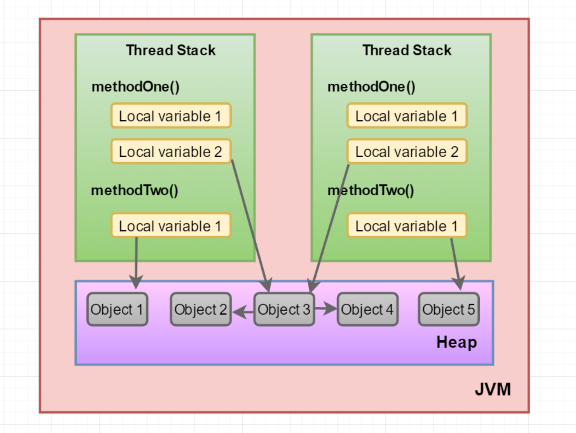 Thread Stack
methodOne()
Local variable 1
Local variable 2
methodTwo()
Local variable 1
Thread Stack
methodOne()
Local variable 1
Local variable 2
methodTwo()
Local variable 1
Object 1
Object 2
Object 3
Object 4
Object 5
Heap
JVM